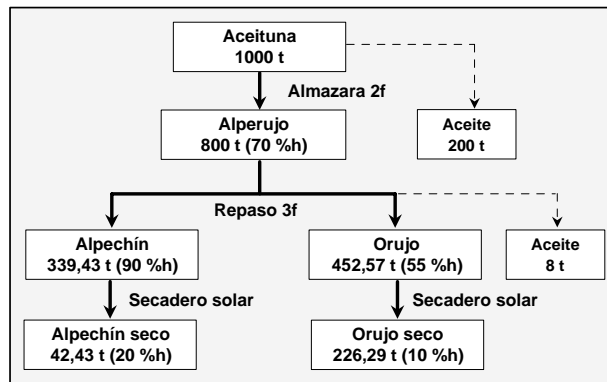 Aceituna
1000 t
Almazara 2f
Alperujo
800 t (70 %h)
Aceite
200 t
Repaso 3f
Alpechín
339,43 t (90 %h)
Orujo
452,57 t (55 %h)
Aceite
8 t
Secadero solar
Secadero solar
Alpechín seco
42,43 t (20 %h)
Orujo seco
226,29 t (10 %h)